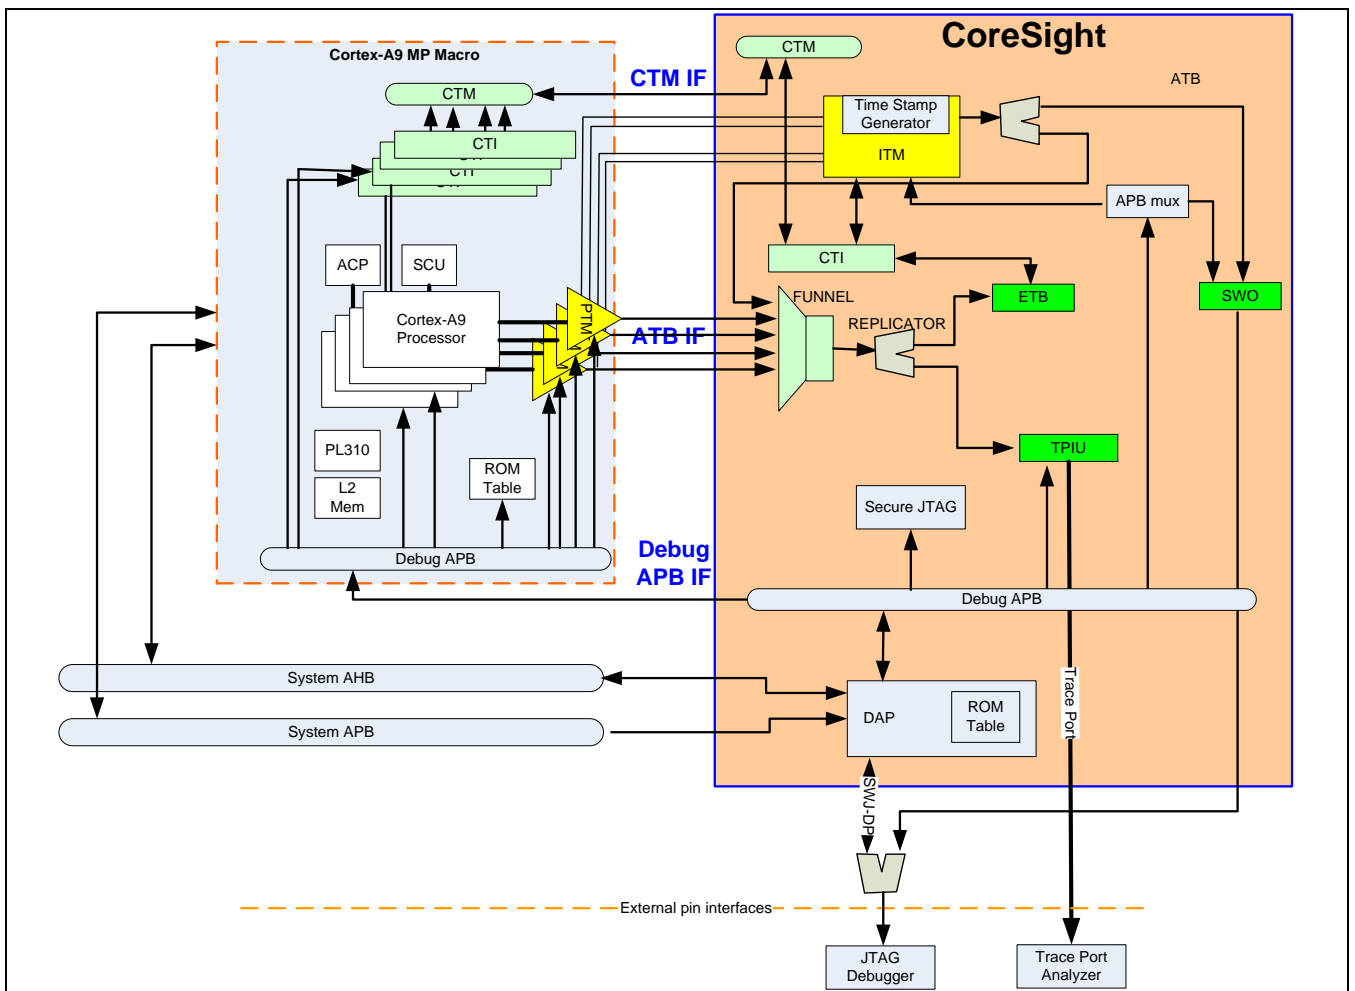 CoreSight
Cortex-A9 MP Macro
CTM
CTM IF
ATB
CTM
Time Stamp
Generator
CTI
CTI
CTI
ITM
APB mux
ACP
SCU
CTI
ETB
SWO
FUNNEL
PTM
Cortex-A9
Processor
ATB IF
REPLICATOR
M
M
PL310
TPIU
ROM
Table
L2
Mem
Secure JTAG
Debug
APB IF
Debug APB
Debug APB
System AHB
Trace Port
DAP
ROM
Table
System APB
SWJ-DP
External pin interfaces
JTAG
Debugger
Trace Port
Analyzer